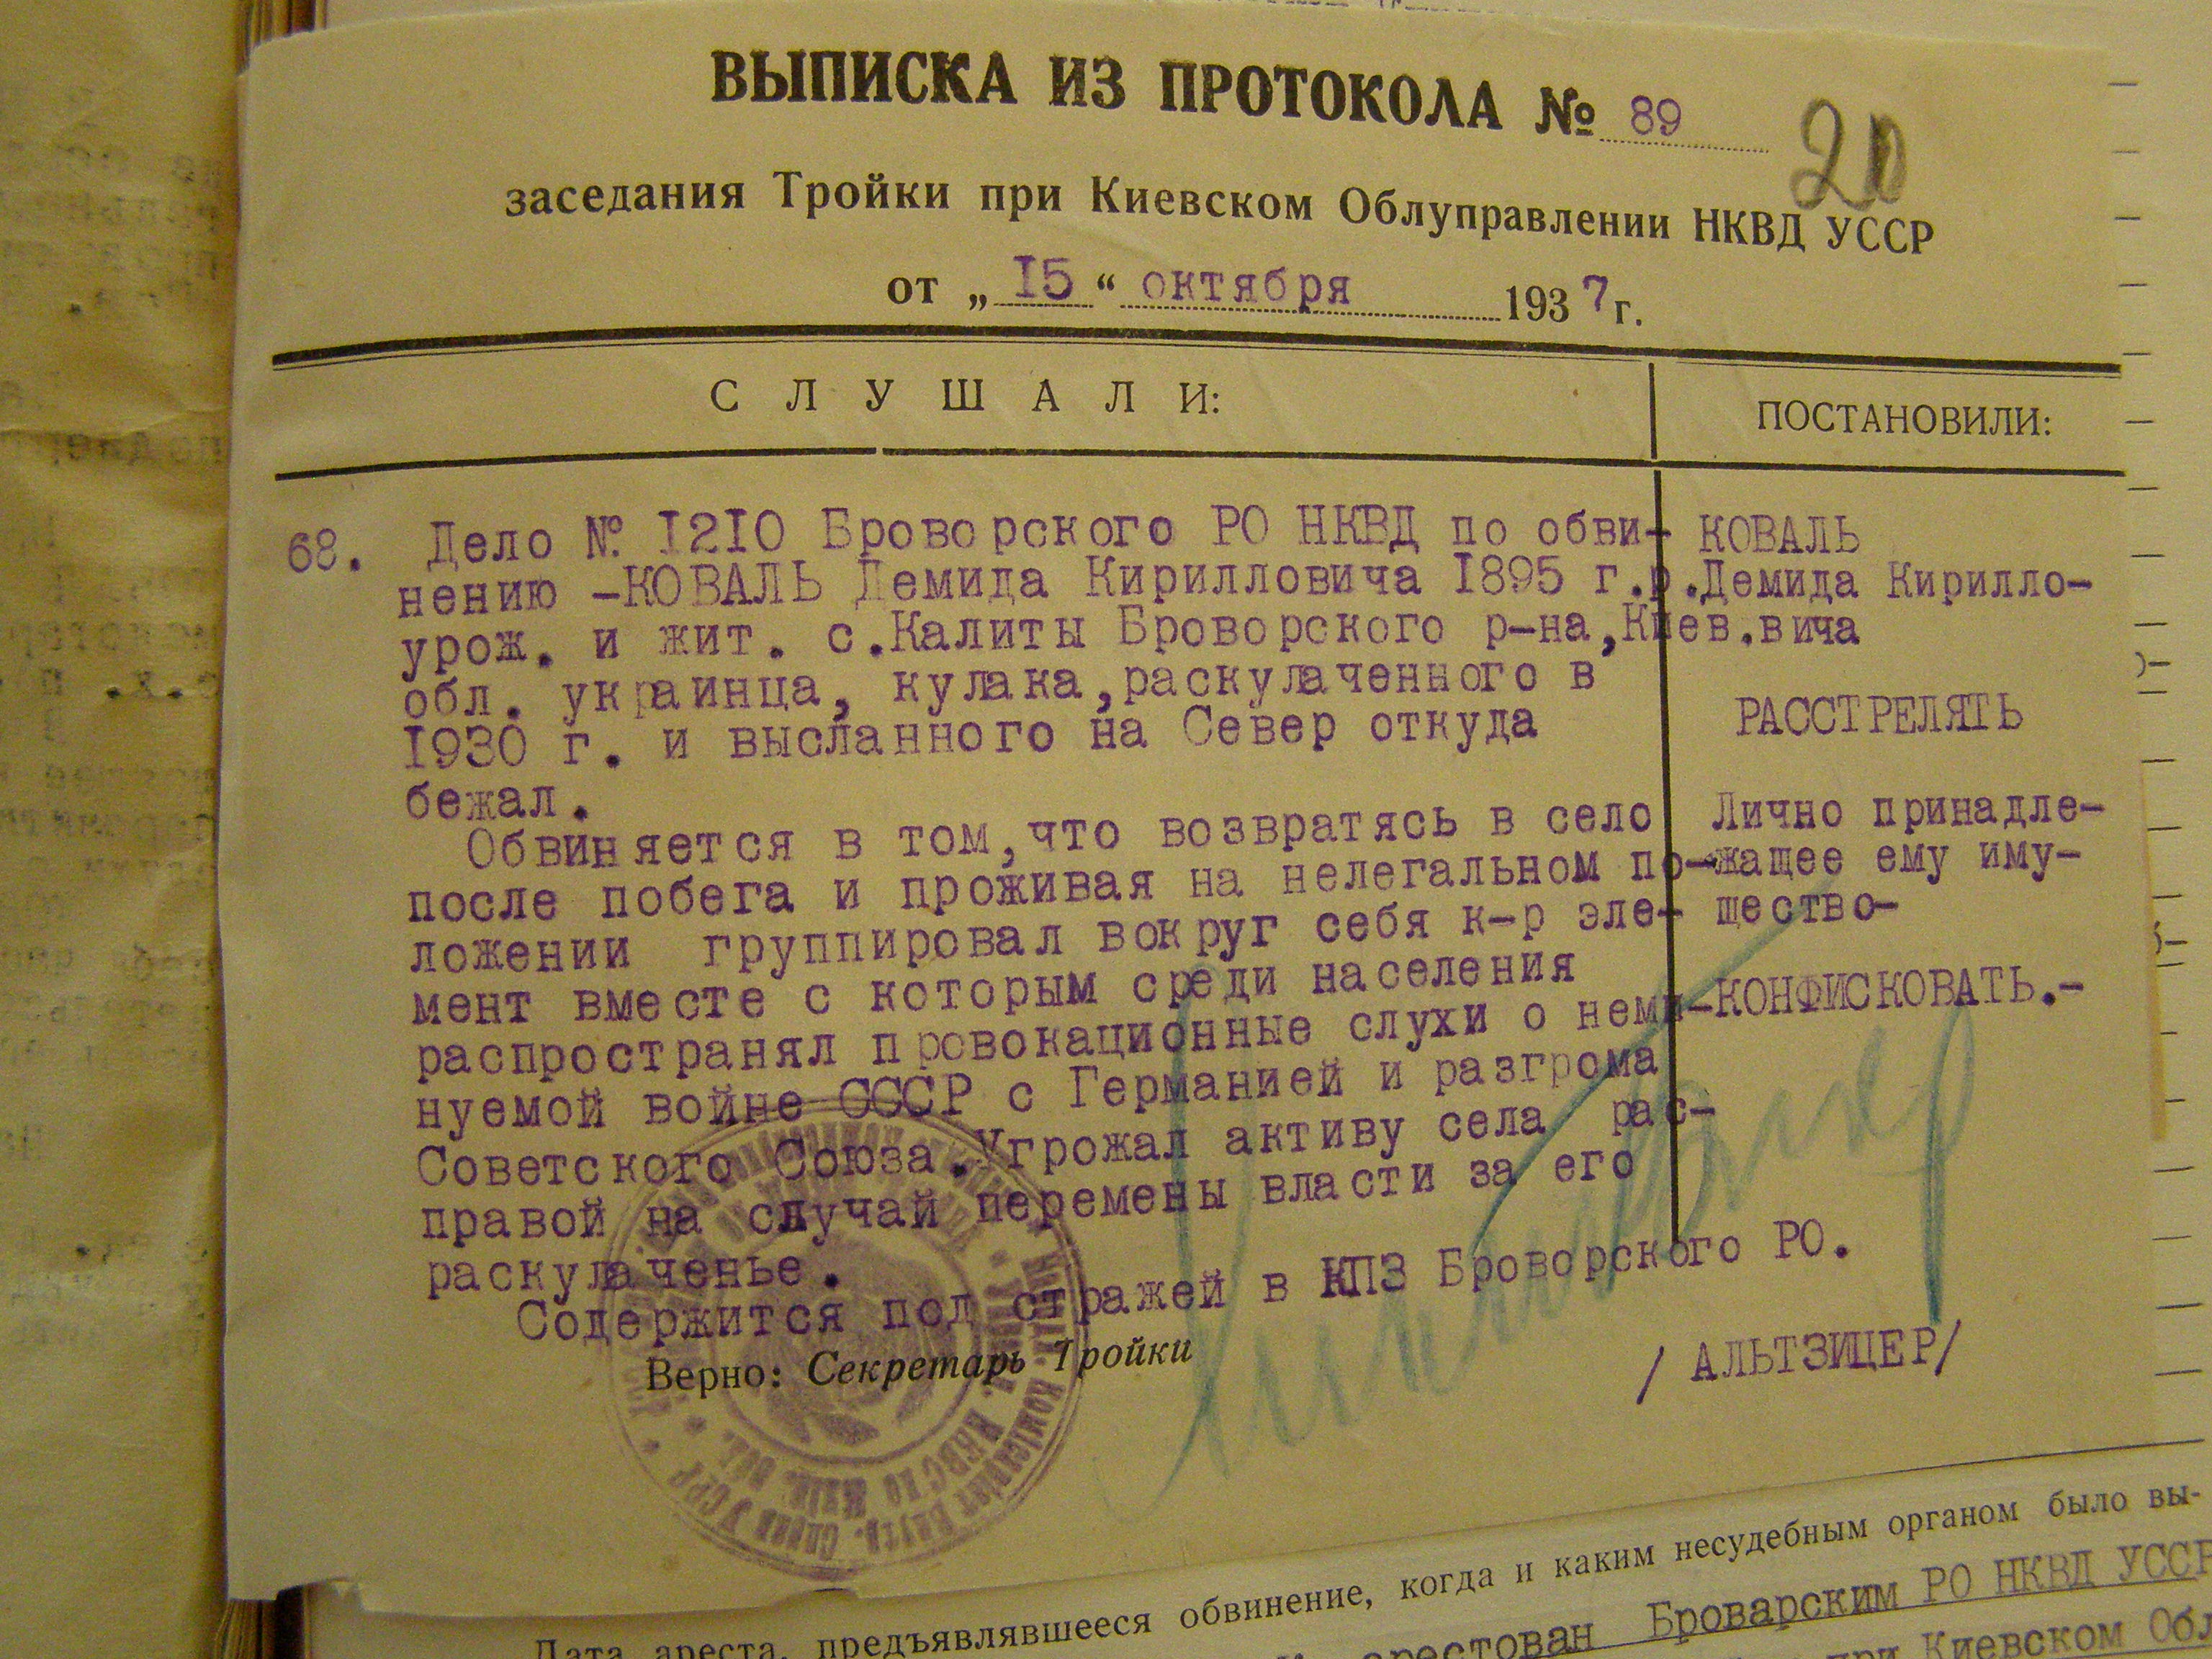 ВЫПИСКА ИЗ ПРОТОКОЛА № 89
20
заседания Тройки при Киевском Облуправлении НКВД УССР
от „15“ октября 1937г.
СЛУШАЛИ:
ПОСТАНОВИЛИ:
68. Дело №. 1210 Броворского РО НКВД по обви-
нению -КОВАЛЬ Демида Кирилловича 1895 г.р.
урож. и жит. с.Калиты Броворского р-на,Киев.
обл. украинца, кулака,раскулаченного в
1930 г. и высланного на Север откуда
бежал.
Обвиняется в том,что возвратясь в село
после побега и проживая на нелегальном по-
ложении группировал вокруг себя к-р эле-
мент вместе с которым среди населения
распространял провокационные слухи о неми-
нуемой войне СССР с Германией и разгрома
Советского Союза.Угрожал активу села рас-
правой на случай перемены власти за его
раскулаченье.
Содержится под стражей в КПЗ Броворского РО.
КОВАЛЬ
Демида Кирилло-
вича
РАССТРЕЛЯТЬ
Лично принадле-
жащее ему иму-
щество-
КОНФИСКОВАТЬ.-
Верно: Секретарь Тройки
/ АЛЬТЗИЦЕР/
Дата ареста, предъявлявшееся обвинение, когда и каким несудебным органом было вы-
арестован Броварским РО НКВД УССР
при Киевском Обл